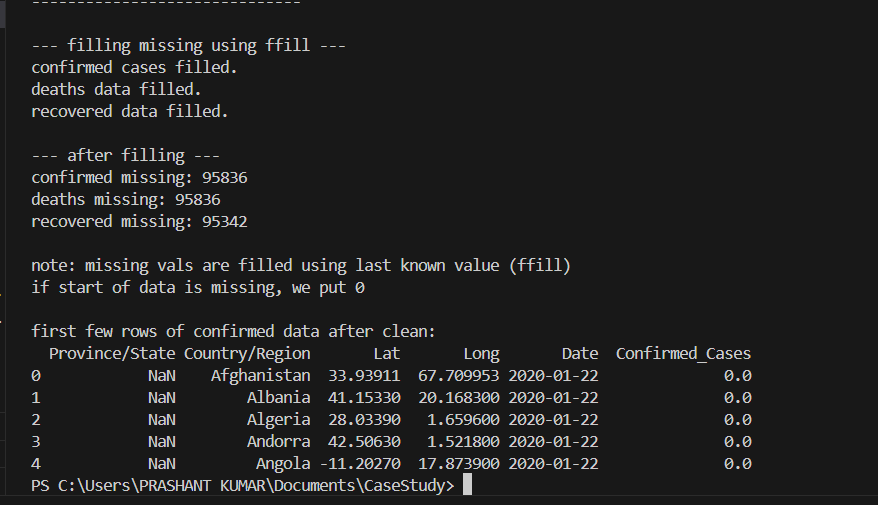 ------------------------------
--- filling missing using ffill ---
confirmed cases filled.
deaths data filled.
recovered data filled.
--- after filling ---
confirmed missing: 95836
deaths missing: 95836
recovered missing: 95342
note: missing vals are filled using last known value (ffill)
if start of data is missing, we put 0
first few rows of confirmed data after clean:
  Province/State Country/Region       Lat       Long       Date  Confirmed_Cases
0            NaN    Afghanistan  33.93911  67.709953 2020-01-22              0.0
1            NaN        Albania  41.15330  20.168300 2020-01-22              0.0
2            NaN        Algeria  28.03390   1.659600 2020-01-22              0.0
3            NaN        Andorra  42.50630   1.521800 2020-01-22              0.0
4            NaN         Angola -11.20270  17.873900 2020-01-22              0.0
PS C:\Users\PRASHANT KUMAR\Documents\CaseStudy>